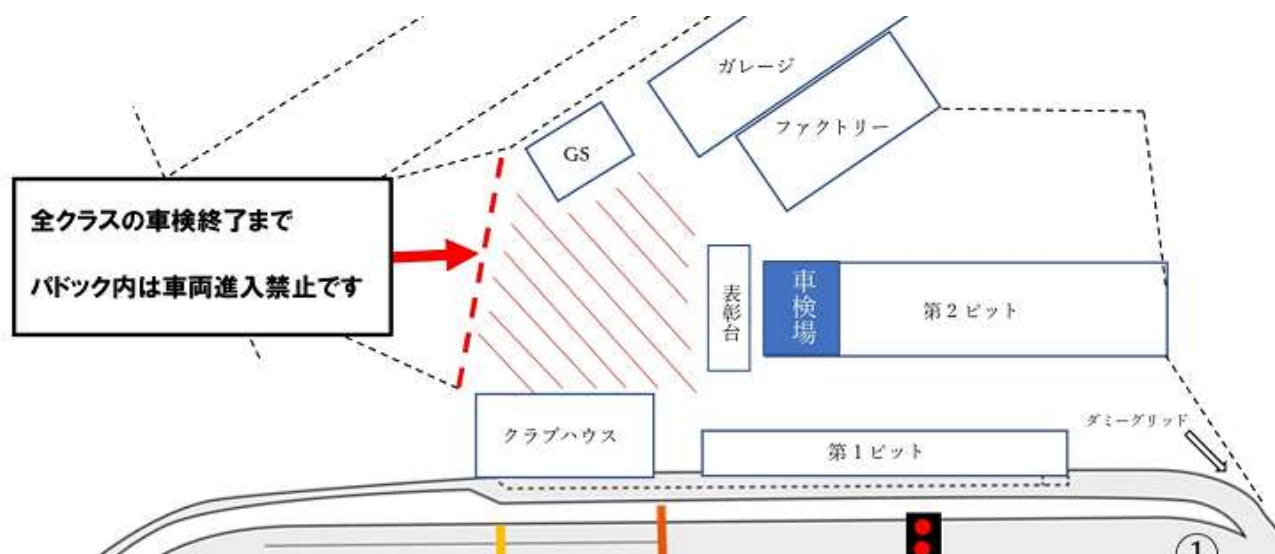 ガレージ
ファクトリー
GS
全クラスの車検終了まで
パドック内は車両進入禁止です
表彰台
車検場
第2ピット
ダミーグリッド
クラブハウス
第1ピット
1